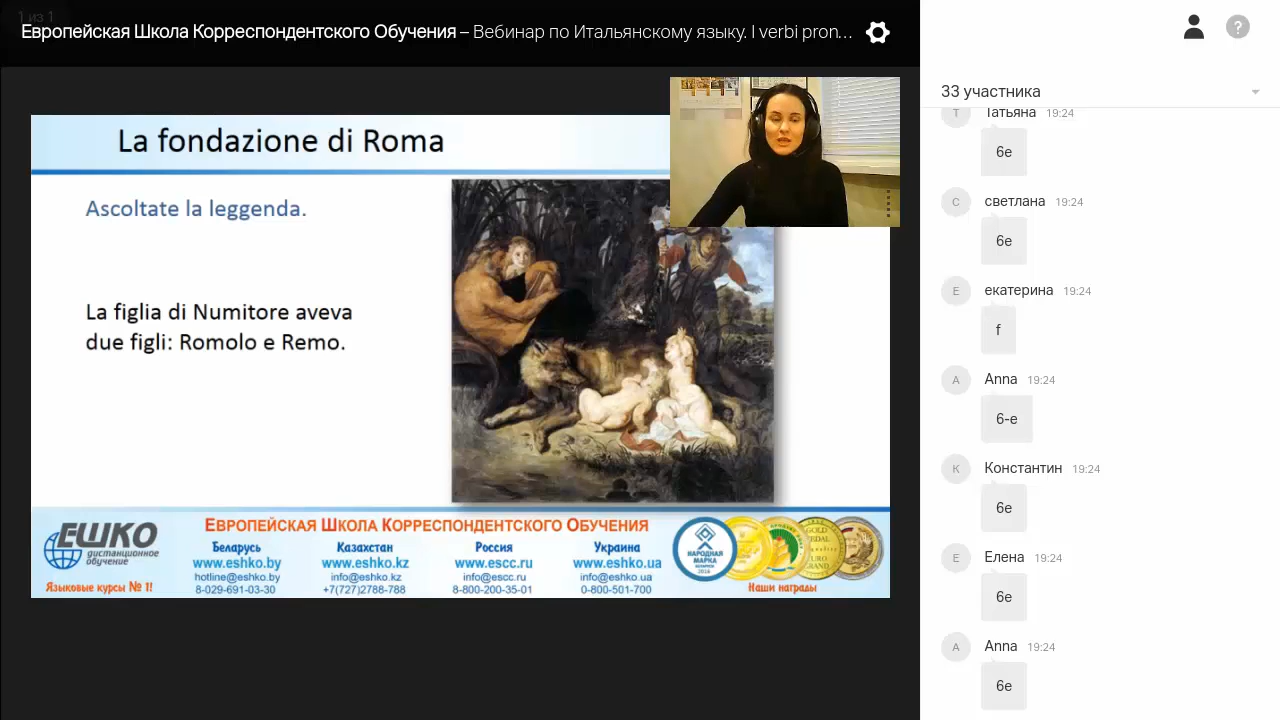 1 из 1
Европейская Школа Корреспондентского Обучения – Вебинар по Итальянскому языку. I verbi pron...
La fondazione di Roma
Ascoltate la leggenda.
La figlia di Numitore aveva
due figli: Romolo e Remo.
ЕШКО
дистанционное
обучение
Языковые курсы № 1!
Европейская Школа Корреспондентского Обучения
Беларусь
www.eshko.by
hotline@eshko.by
8-029-691-03-30
Казахстан
www.eshko.kz
info@eshko.kz
+7(727)2788-788
Россия
www.escc.ru
info@escc.ru
8-800-200-35-01
Украина
www.eshko.ua
info@eshko.ua
0-800-501-700
НАРОДНАЯ
МАРКА
Наши награды
33 участника
Т Татьяна 19:24
6е
С светлана 19:24
6е
Е екатерина 19:24
f
A Anna 19:24
6-е
К Константин 19:24
6е
Е Елена 19:24
6е
A Anna 19:24
6е